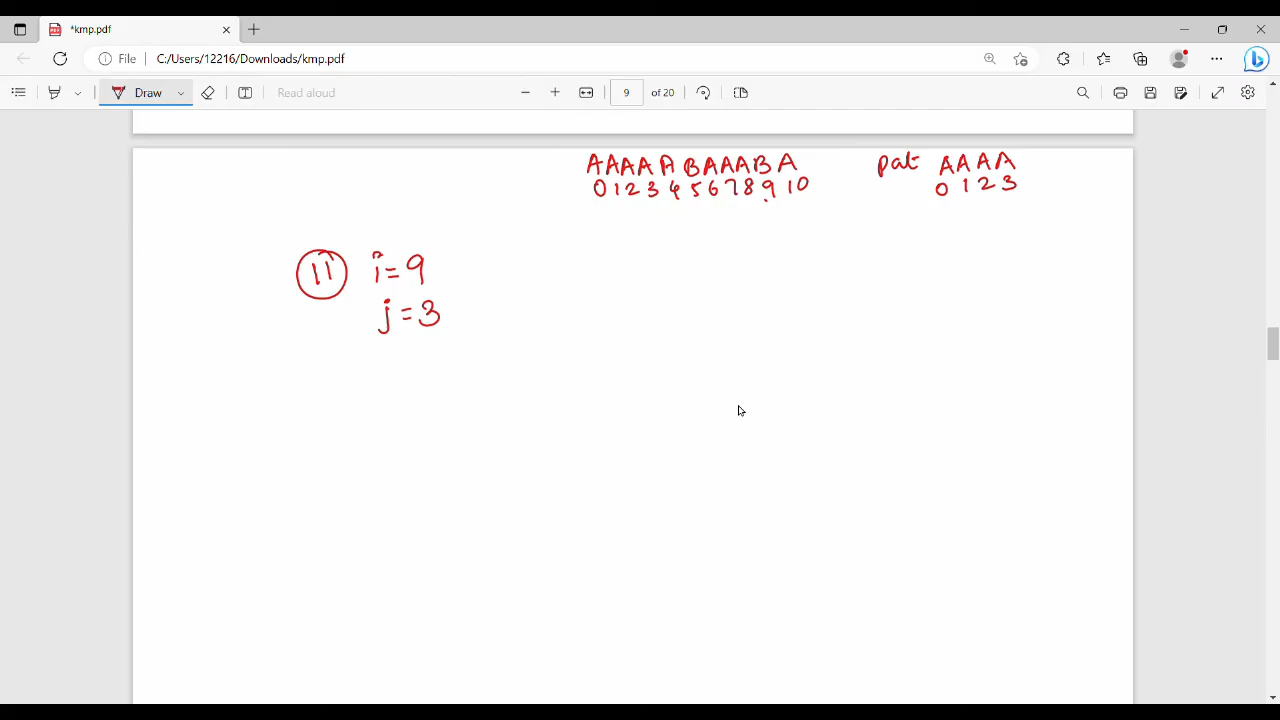 *kmp.pdf
File C:/Users/12216/Downloads/kmp.pdf
Draw Read aloud 9 of 20
AAAAABAAABA pat AAAA
0 1 2 3 4 5 6 7 8 9 10 0 1 2 3
11 i=9
j=3